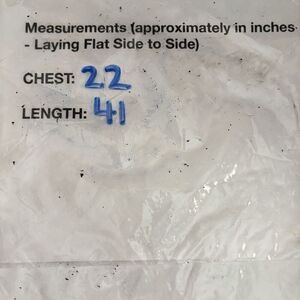 Measurements (approximately in inches
- Laying Flat Side to Side)
CHEST: 22
LENGTH: 41